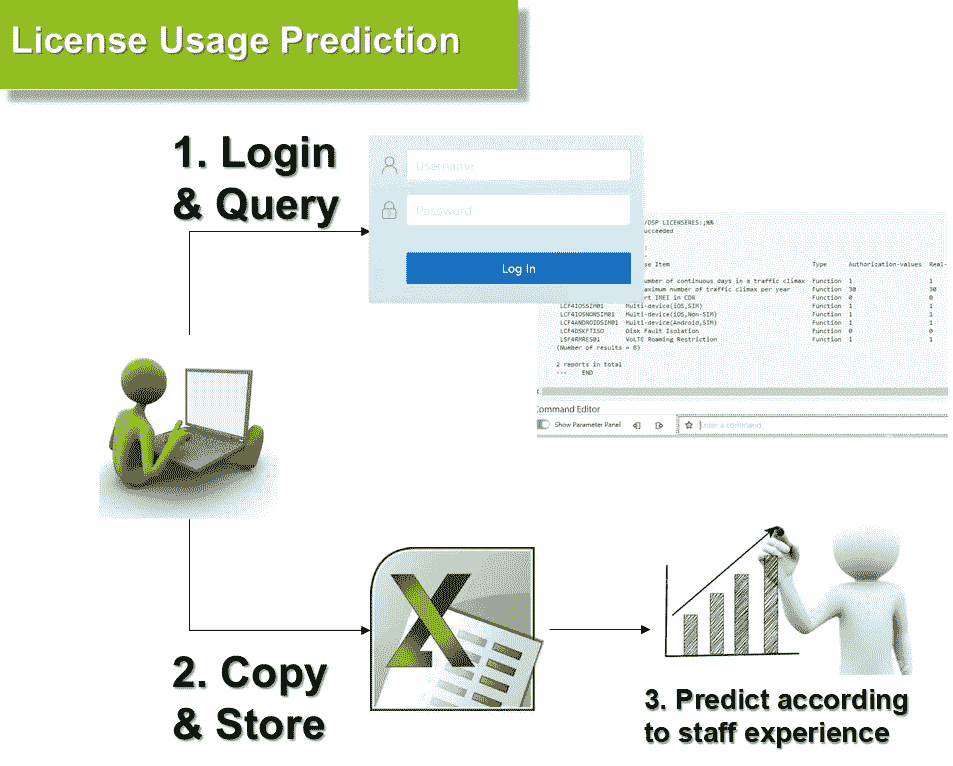 License Usage Prediction
1. Login
& Query
Username
Password
Log In
/DSP LICENSERES:;%%
ucceeded
se Item Type Authorization-values Real-
umber of continuous days in a traffic climax Function 1 1
aximum number of traffic climax per year Function 30 30
rt IMEI in CDR Function 0 0
LCF4IOSSIM01 Multi-device(iOS,SIM) Function 1 1
LCF4IOSNONSIM01 Multi-device(iOS,Non-SIM) Function 1 1
LCF4ANDROIDSIM01 Multi-device(Android,SIM) Function 1 1
LCF4DSKFTISO Disk Fault Isolation Function 0 0
LSF4RMRES01 VoLTE Roaming Restriction Function 1 1
(Number of results = 8)
2 reports in total
--- END
Command Editor
Show Parameter Panel
Enter a command
2. Copy
& Store
3. Predict according
to staff experience